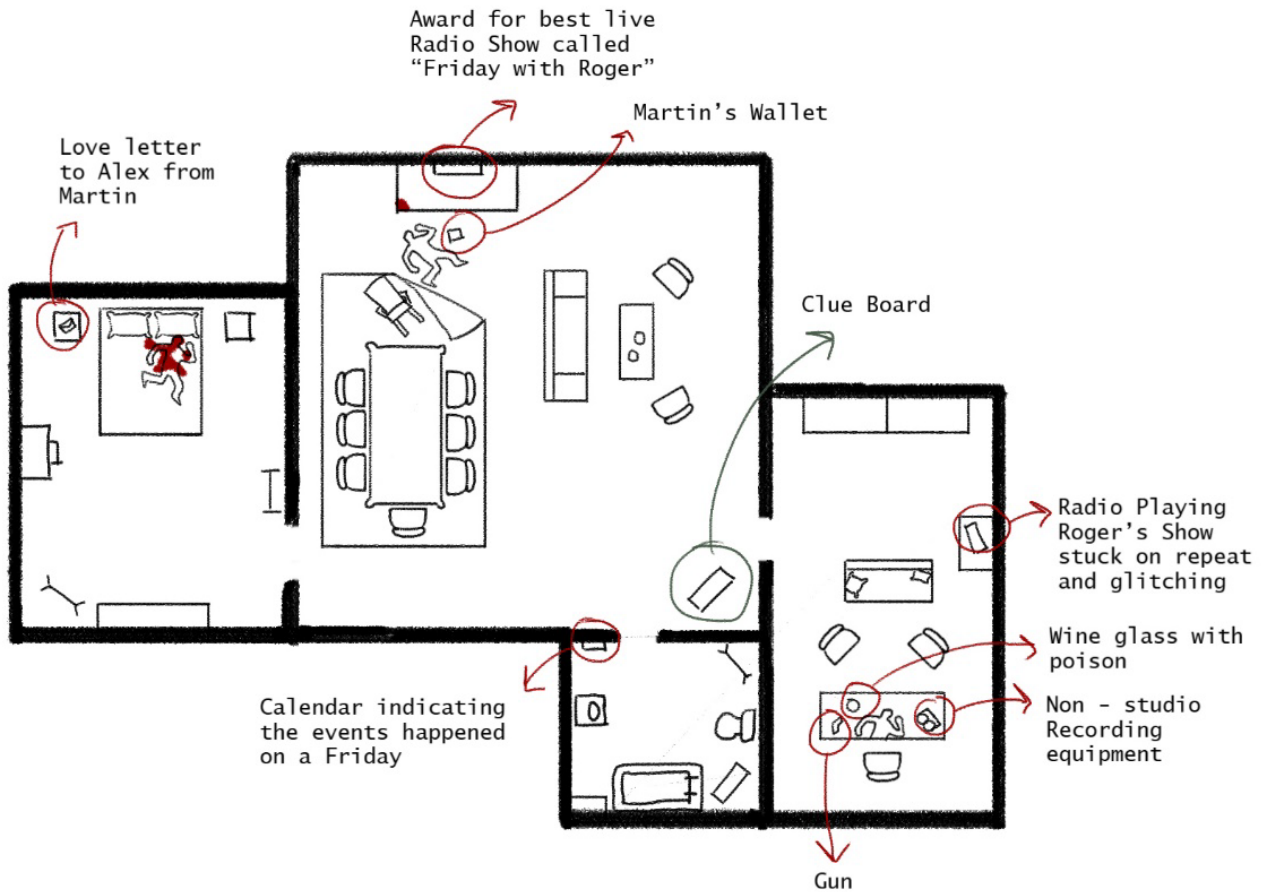 Award for best live
Radio Show called
“Friday with Roger”
Martin’s Wallet
Love letter
to Alex from
Martin
Clue Board
Radio Playing
Roger’s Show
stuck on repeat
and glitching
Wine glass with
poison
Non - studio
Recording
equipment
Calendar indicating
the events happened
on a Friday
Gun